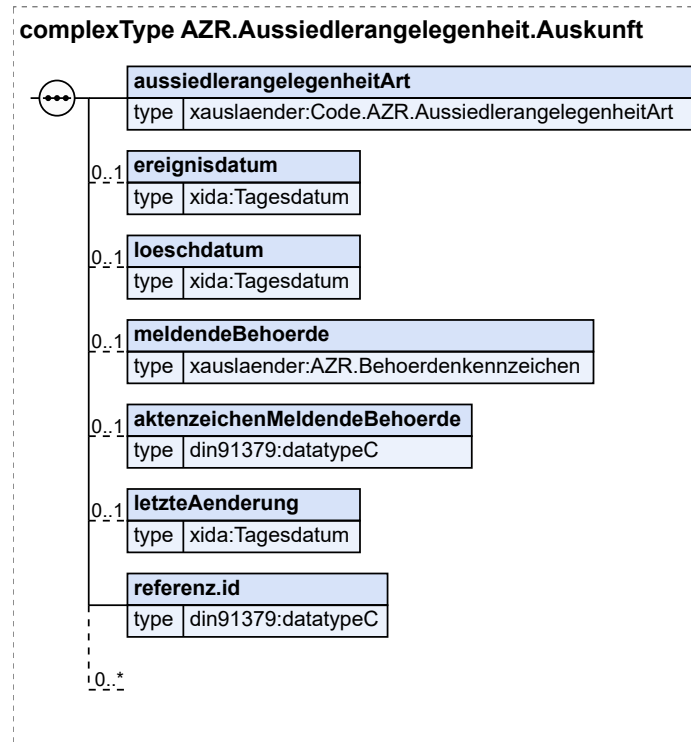 complexType AZR.Aussiedlerangelegenheit.Auskunft
aussiedlerangelegenheitArt
type xauslaender:Code.AZR.AussiedlerangelegenheitArt
0..1 ereignisdatum
type xida:Tagesdatum
0..1 loeschdatum
type xida:Tagesdatum
0..1 meldendeBehoerde
type xauslaender:AZR.Behoerdenkennzeichen
0..1 aktenzeichenMeldendeBehoerde
type din91379:datatypeC
0..1 letzteAenderung
type xida:Tagesdatum
referenz.id
type din91379:datatypeC
0..*